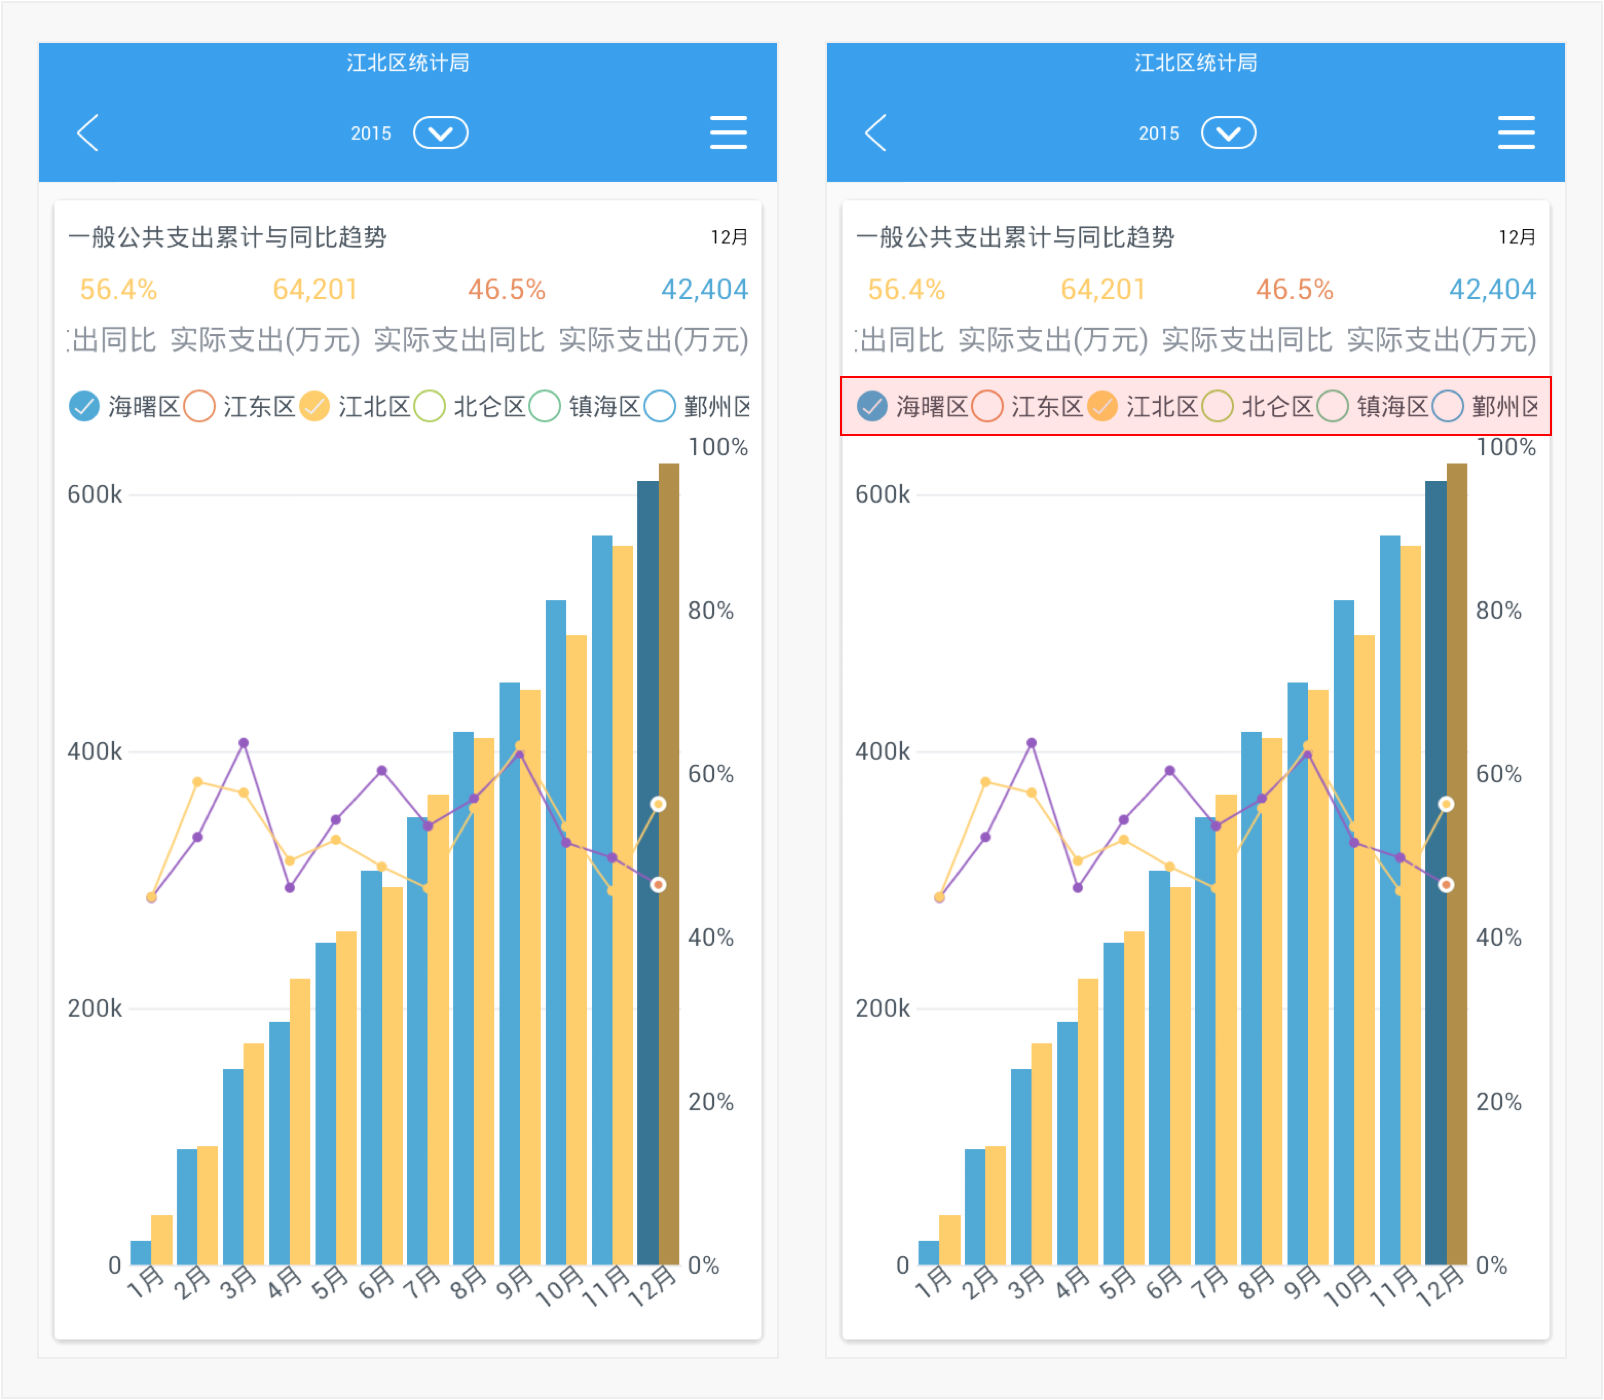 江北区统计局
2015
一般公共支出累计与同比趋势 12月
56.4% 64,201 46.5% 42,404
出同比 实际支出(万元) 实际支出同比 实际支出(万元)
海曙区 江东区 江北区 北仑区 镇海区 鄞州区
100%
600k
80%
400k
60%
40%
200k
20%
0 0%
1月 2月 3月 4月 5月 6月 7月 8月 9月 10月 11月 12月
江北区统计局
2015
一般公共支出累计与同比趋势 12月
56.4% 64,201 46.5% 42,404
出同比 实际支出(万元) 实际支出同比 实际支出(万元)
海曙区 江东区 江北区 北仑区 镇海区 鄞州区
100%
600k
80%
400k
60%
40%
200k
20%
0 0%
1月 2月 3月 4月 5月 6月 7月 8月 9月 10月 11月 12月